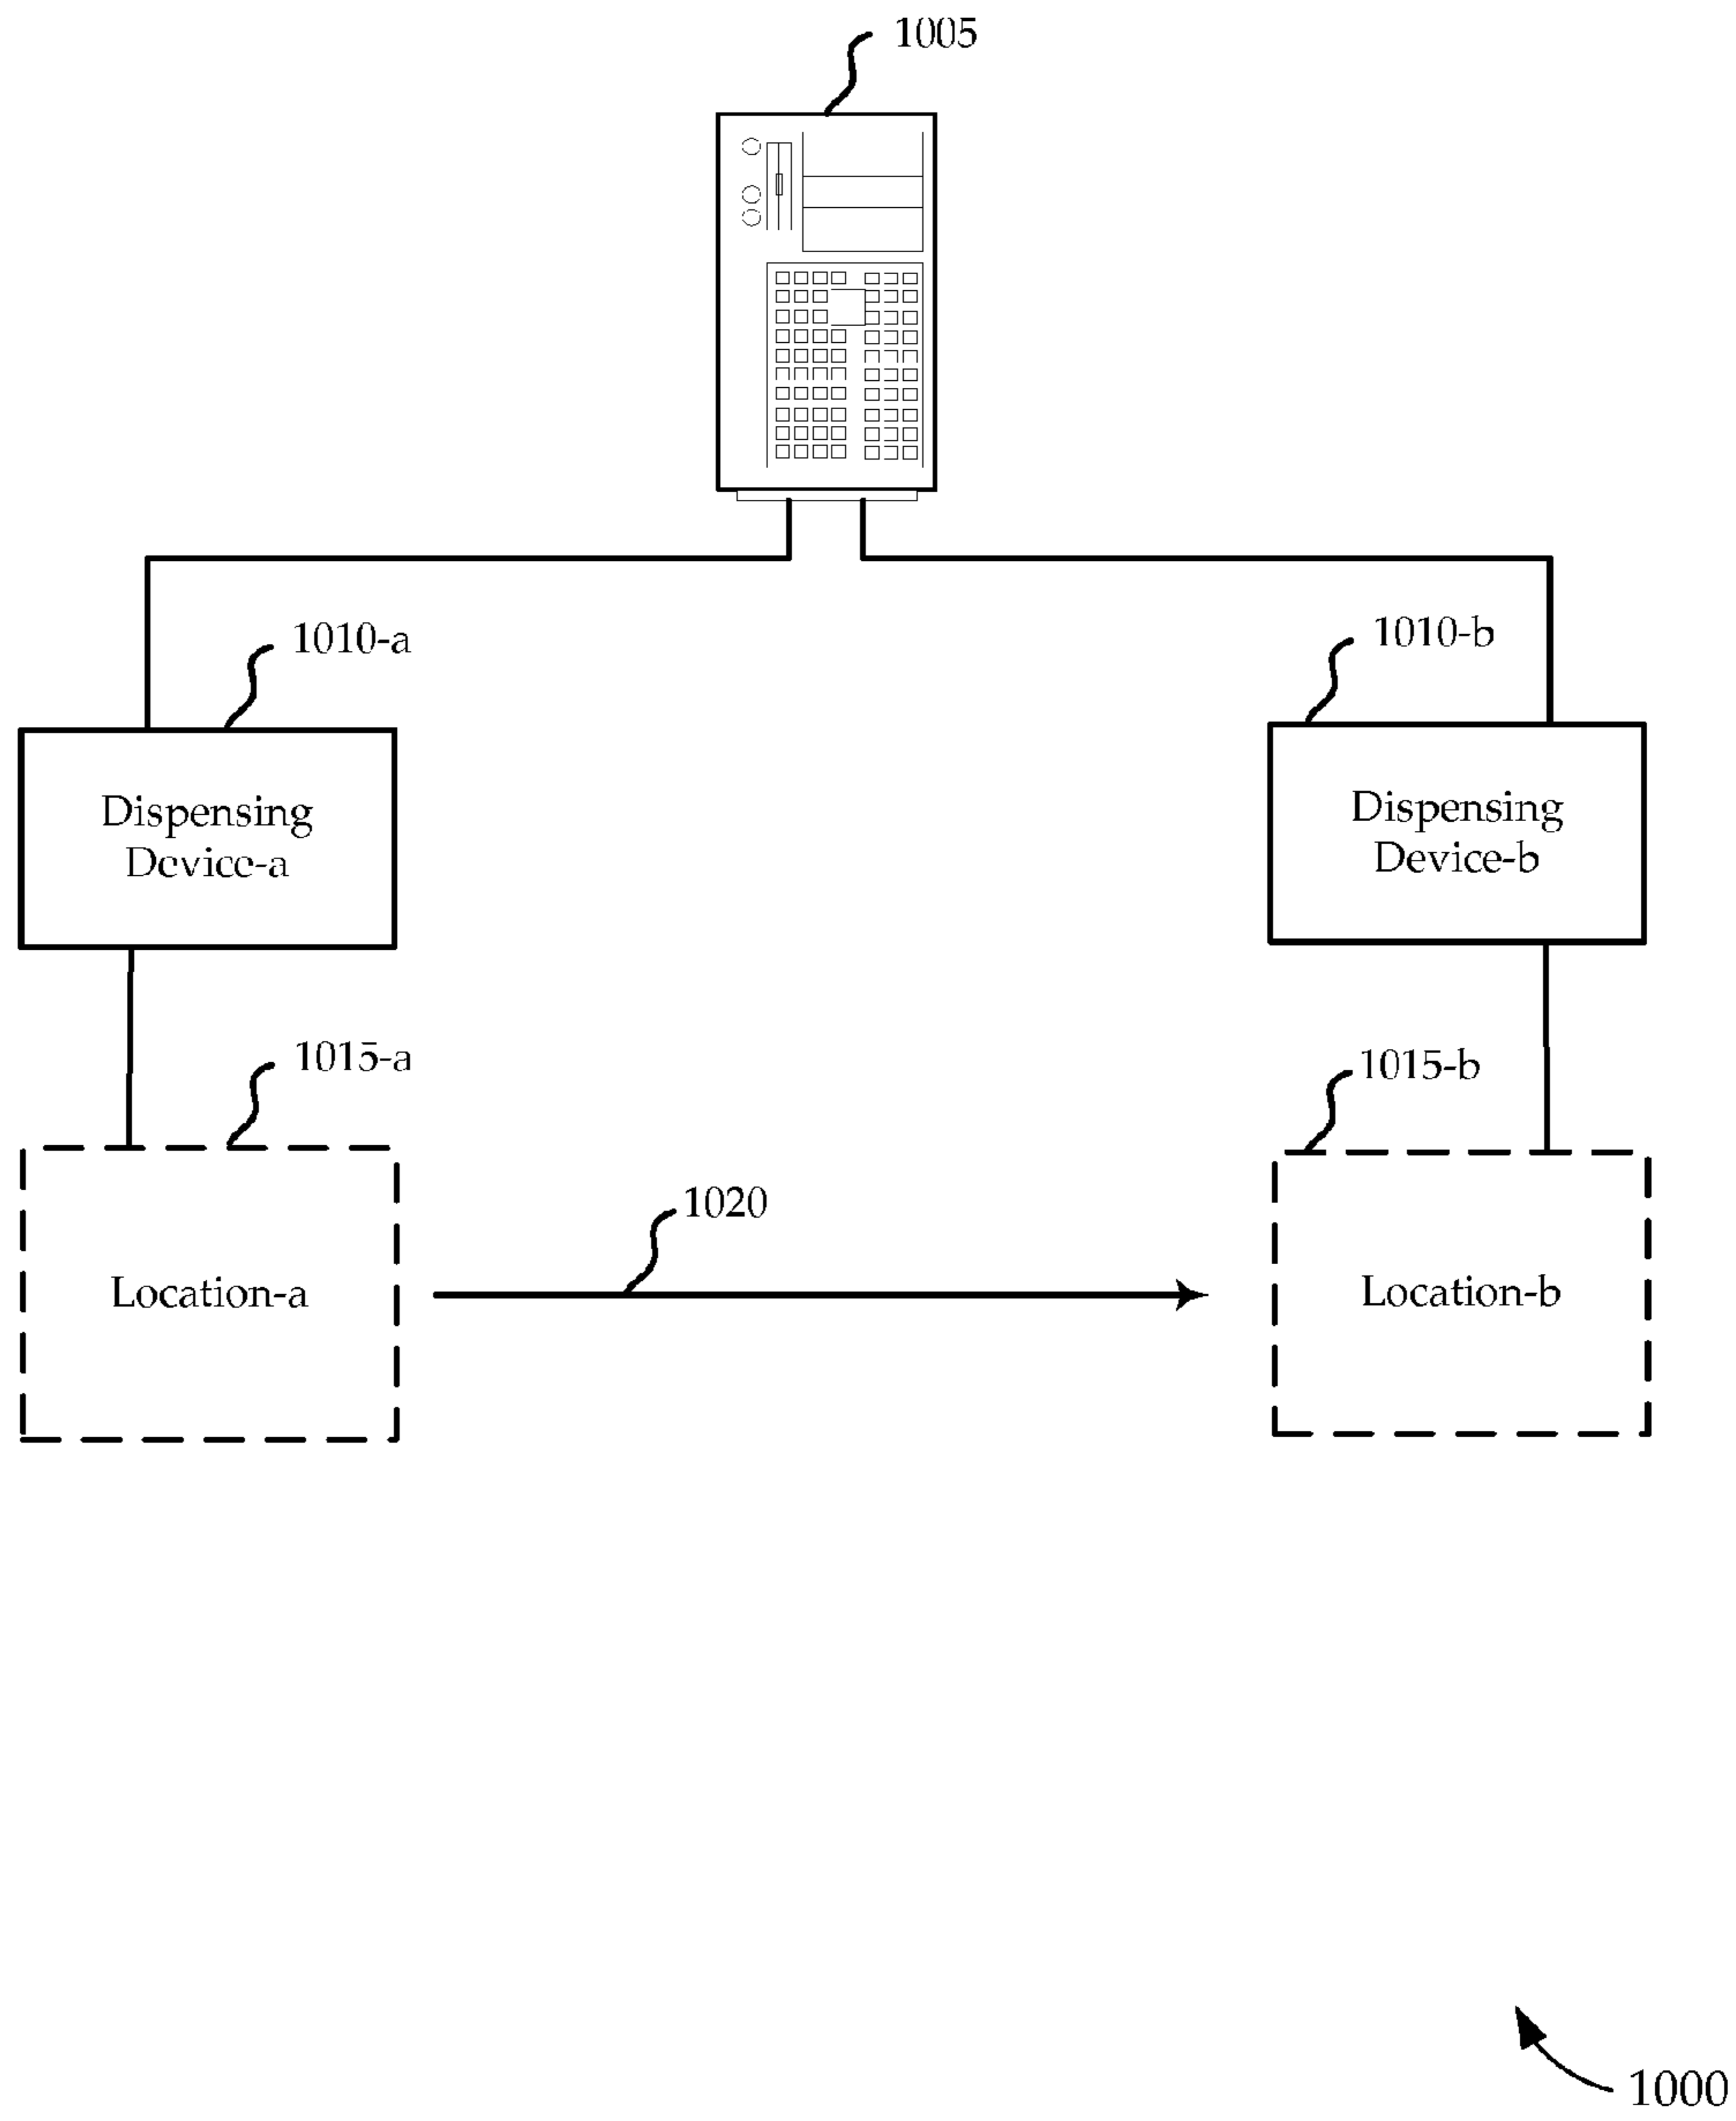 1005
1010-a
1010-b
Dispensing
Device-a
Dispensing
Device-b
1015-a
1015-b
1020
Location-a
Location-b
1000